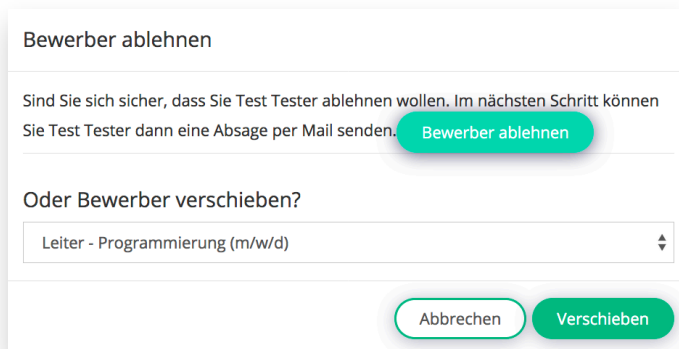 Bewerber ablehnen
Sind Sie sich sicher, dass Sie Test Tester ablehnen wollen. Im nächsten Schritt können
Sie Test Tester dann eine Absage per Mail senden. Bewerber ablehnen
Oder Bewerber verschieben?
Leiter - Programmierung (m/w/d)
Abbrechen Verschieben